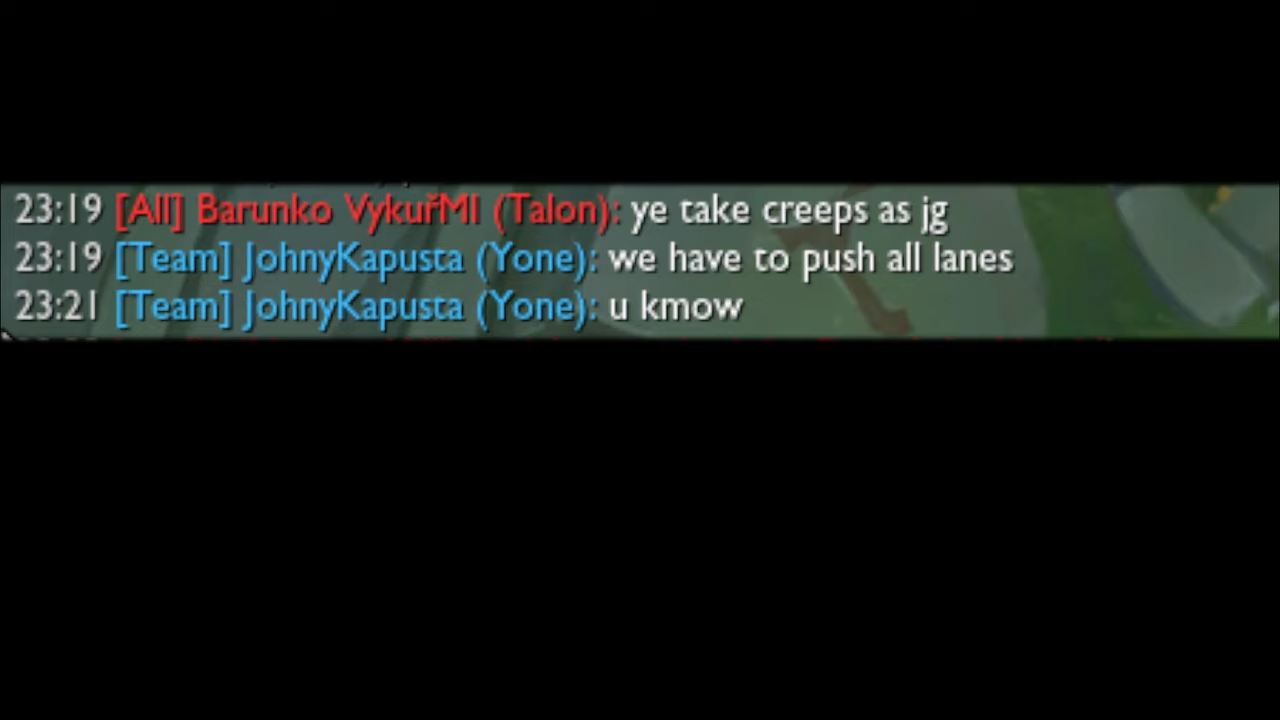 23:19 [All] Barunko VykuřMI (Talon): ye take creeps as jg
23:19 [Team] JohnyKapusta (Yone): we have to push all lanes
23:21 [Team] JohnyKapusta (Yone): u kmow